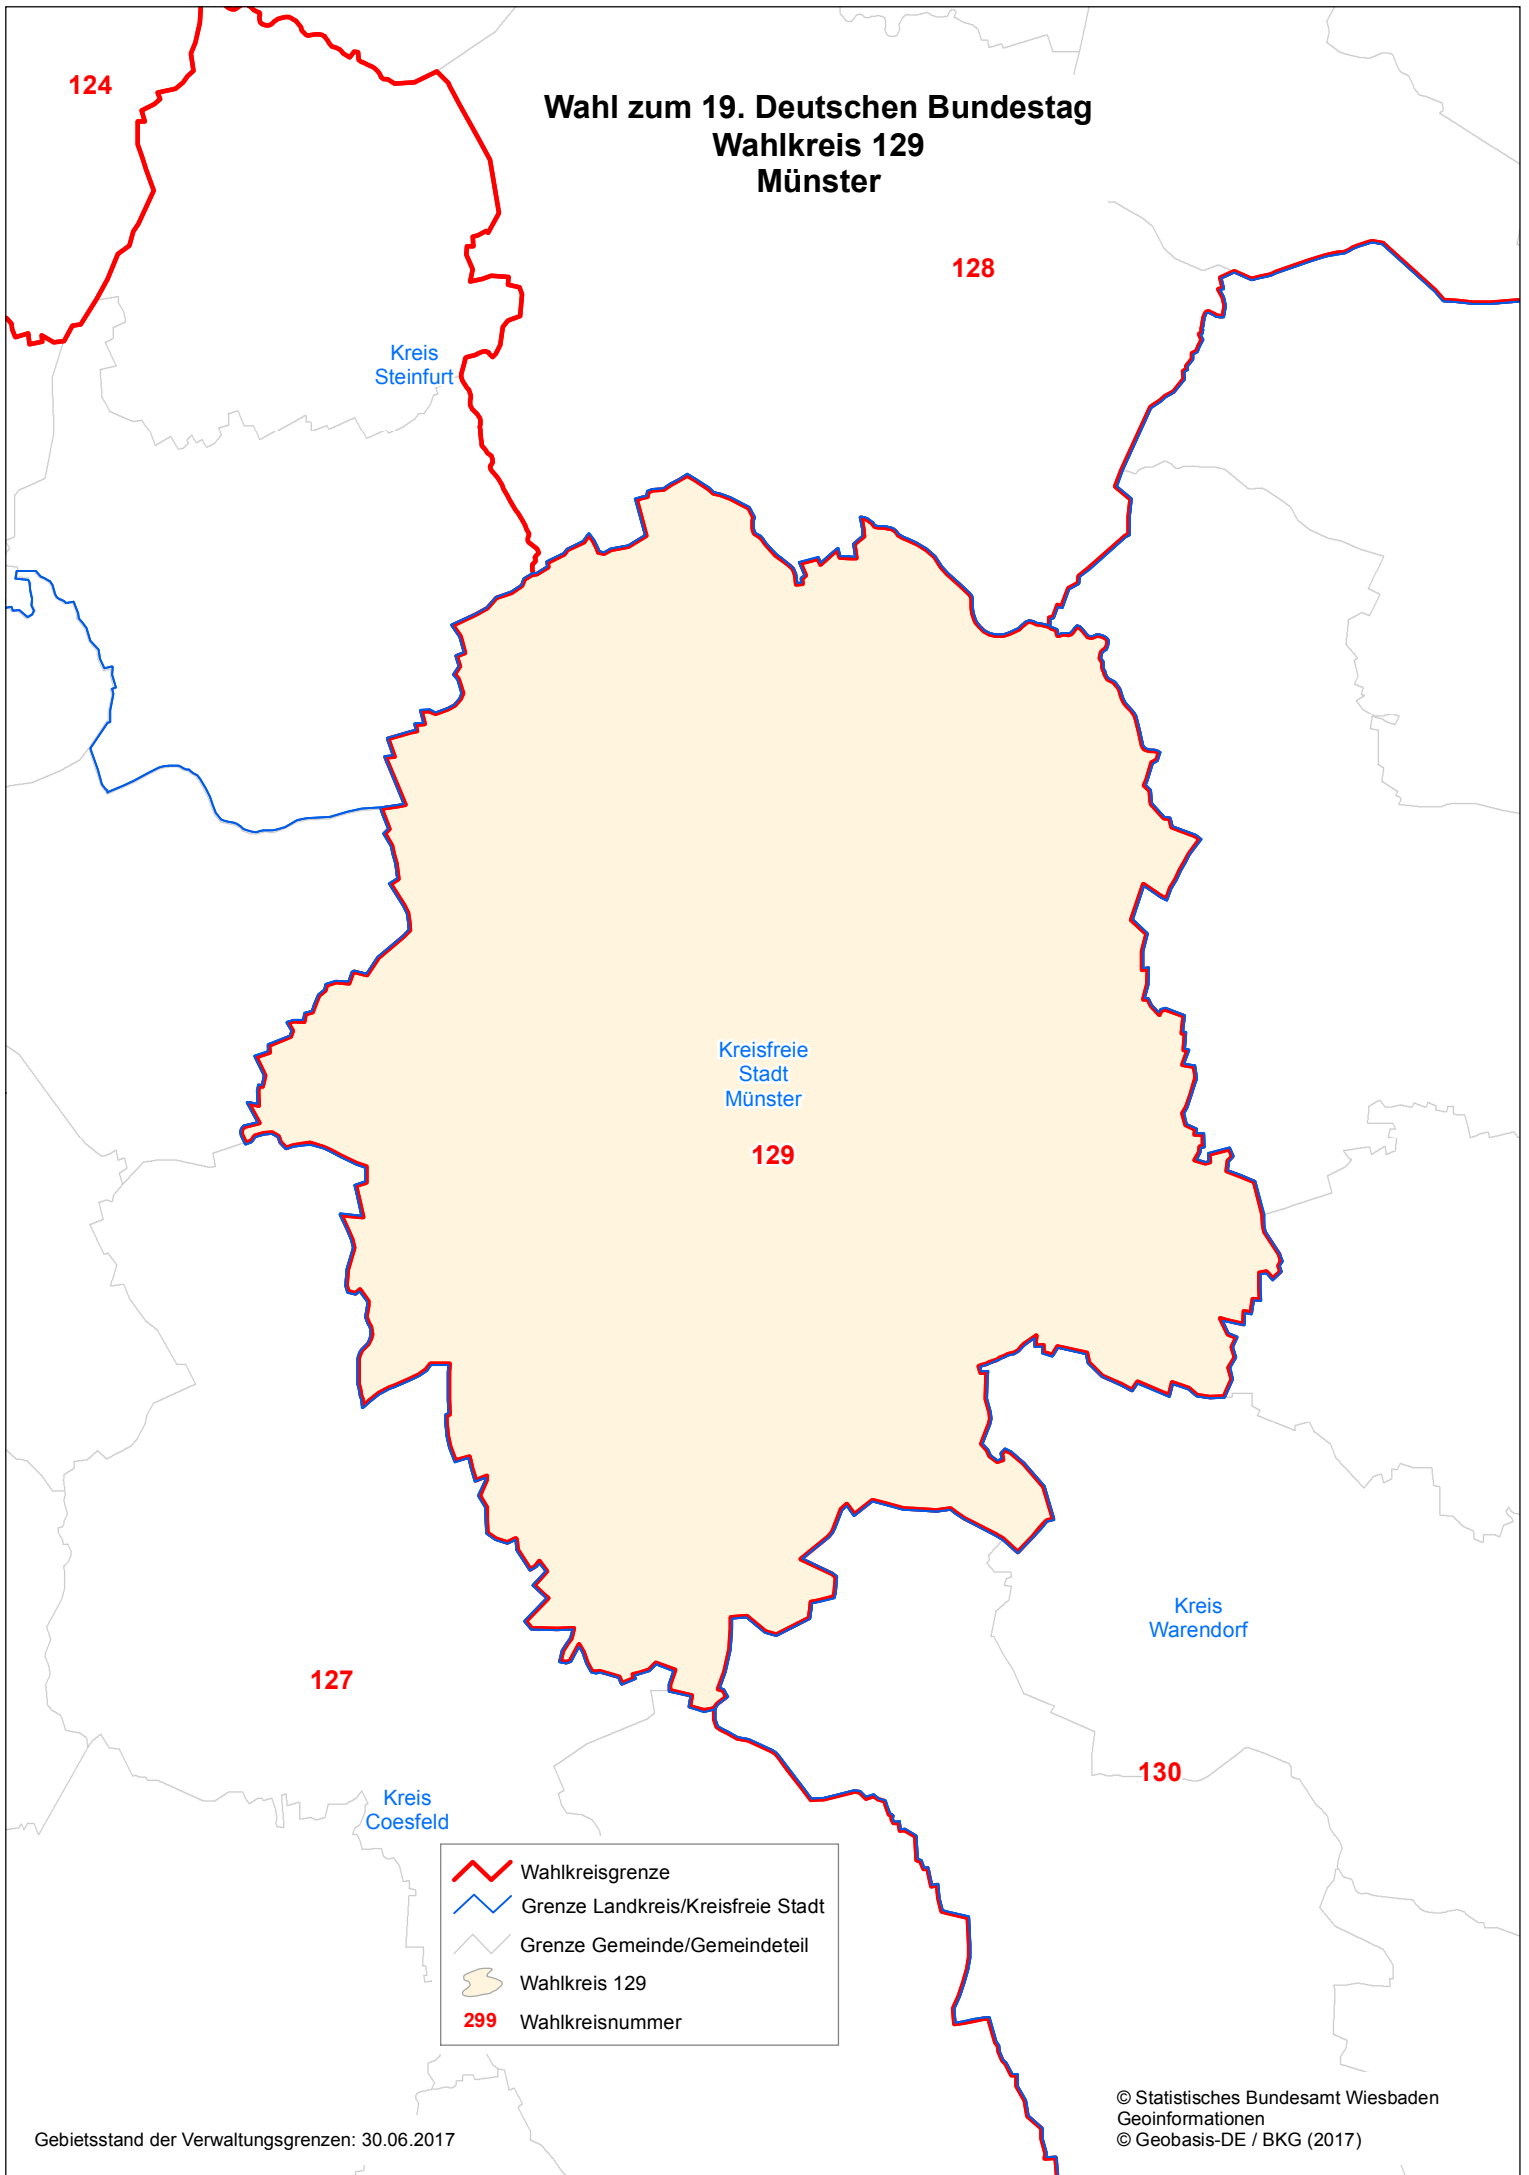 Wahl zum 19. Deutschen Bundestag
Wahlkreis 129
Münster
124
128
Kreis
Steinfurt
Kreisfreie
Stadt
Münster
129
Kreis
Warendorf
127
130
Kreis
Coesfeld
Wahlkreisgrenze
Grenze Landkreis/Kreisfreie Stadt
Grenze Gemeinde/Gemeindeteil
Wahlkreis 129
299 Wahlkreisnummer
Gebietsstand der Verwaltungsgrenzen: 30.06.2017
© Statistisches Bundesamt Wiesbaden
Geoinformationen
© Geobasis-DE / BKG (2017)